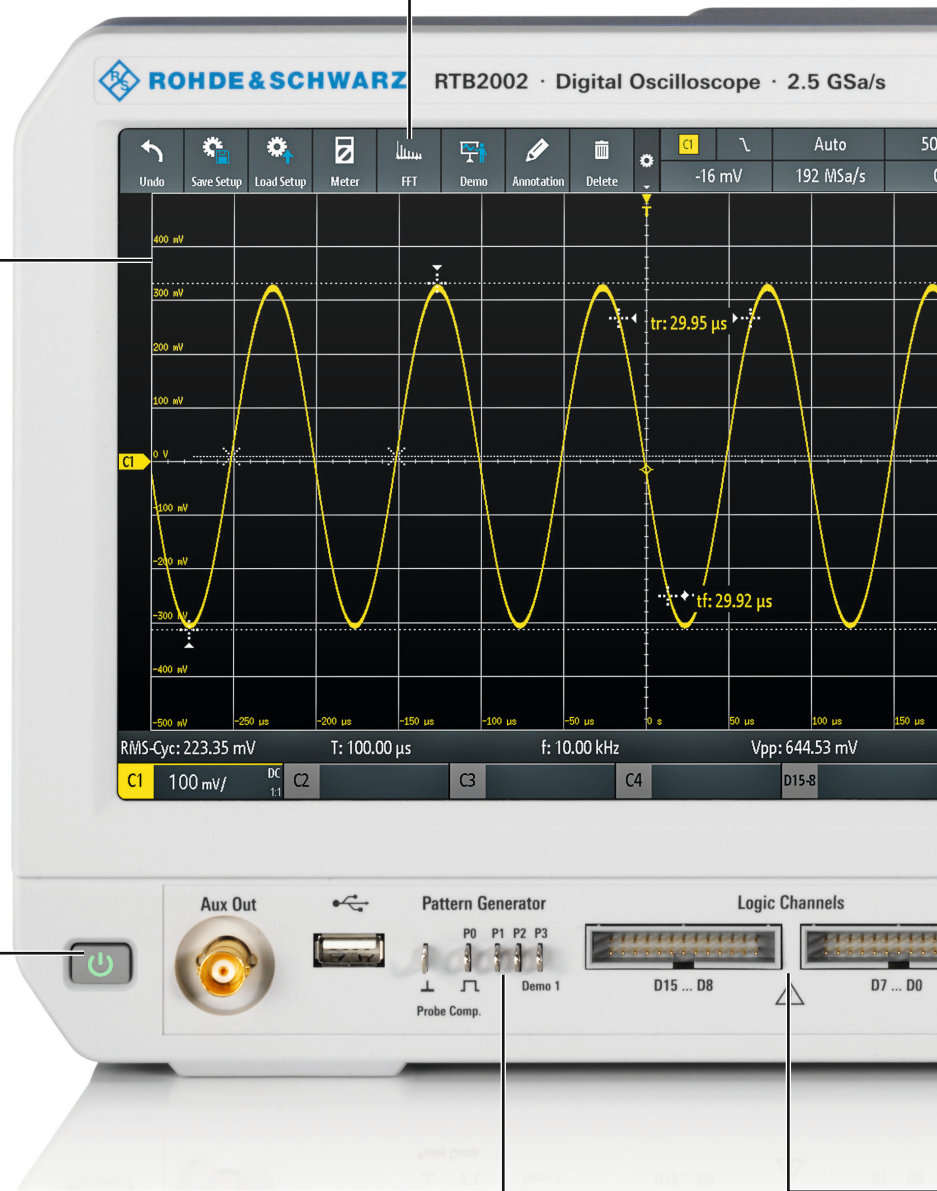 R S ROHDE&SCHWARZ RTB2002 · Digital Oscilloscope · 2.5 GSa/s
Undo Save Setup Load Setup Meter FFT Demo Annotation Delete
C1 Auto 50
-16 mV 192 MSa/s
T
400 mV
300 mV
tr: 29.95 µs
200 mV
100 mV
C1 0 V
-100 mV
-200 mV
tf: 29.92 µs
-300 mV
-400 mV
-500 mV -250 µs -200 µs -150 µs -100 µs -50 µs 0 s 50 µs 100 µs 150 µs
RMS-Cyc: 223.35 mV T: 100.00 µs f: 10.00 kHz Vpp: 644.53 mV
C1 100 mV/ DC 1:1 C2 C3 C4 D15-8
Aux Out Pattern Generator Logic Channels
P0 P1 P2 P3
Demo 1 D15 ... D8 D7 ... D0
Probe Comp.